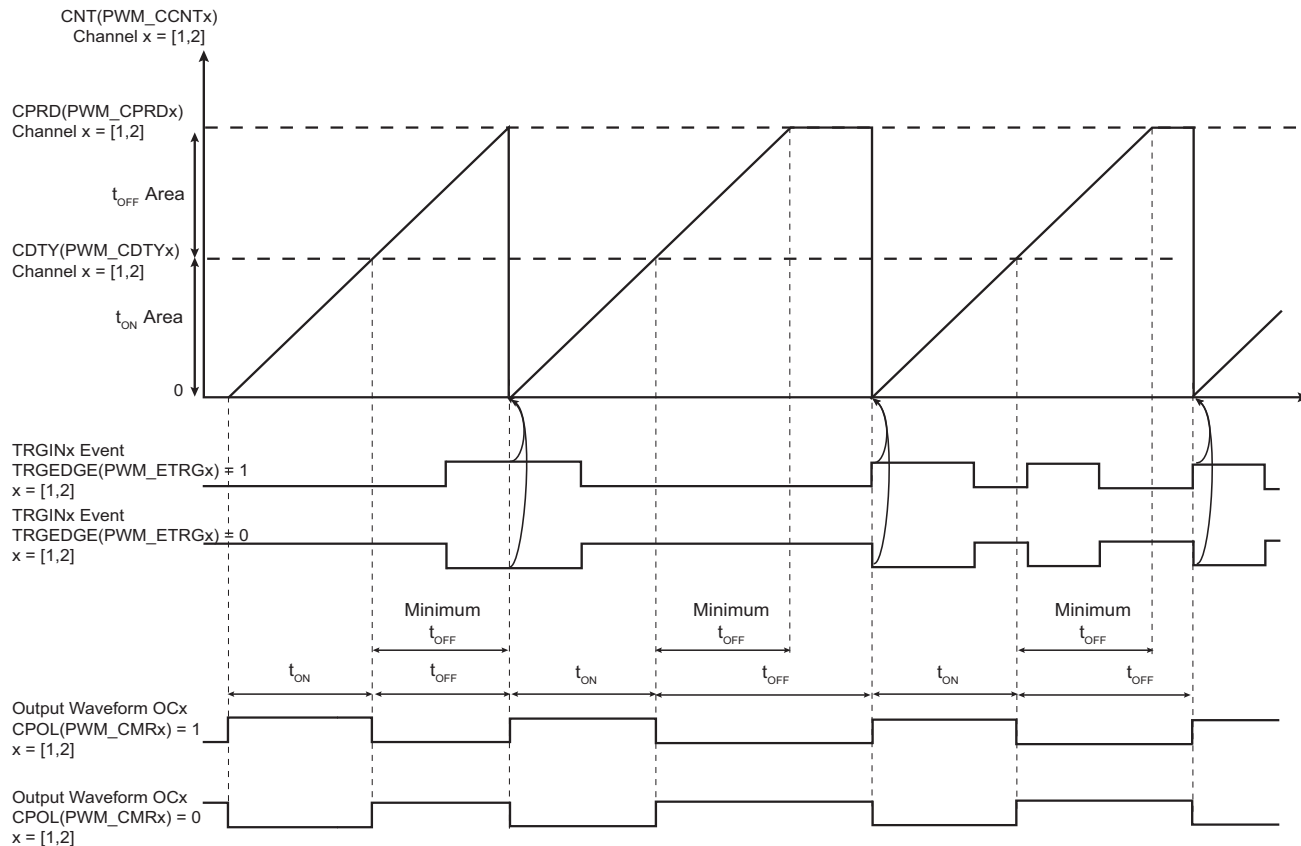 CNT(PWM_CCNTx)
Channel x = [1,2]
CPRD(PWM_CPRDx)
Channel x = [1,2]
tOFF Area
CDTY(PWM_CDTYx)
Channel x = [1,2]
tON Area
0
TRGINx Event
TRGEDGE(PWM_ETRGx) = 1
x = [1,2]
TRGINx Event
TRGEDGE(PWM_ETRGx) = 0
x = [1,2]
Minimum
tOFF
Minimum
tOFF
Minimum
tOFF
tON
tOFF
tON
tOFF
tON
tOFF
Output Waveform OCx
CPOL(PWM_CMRx) = 1
x = [1,2]
Output Waveform OCx
CPOL(PWM_CMRx) = 0
x = [1,2]